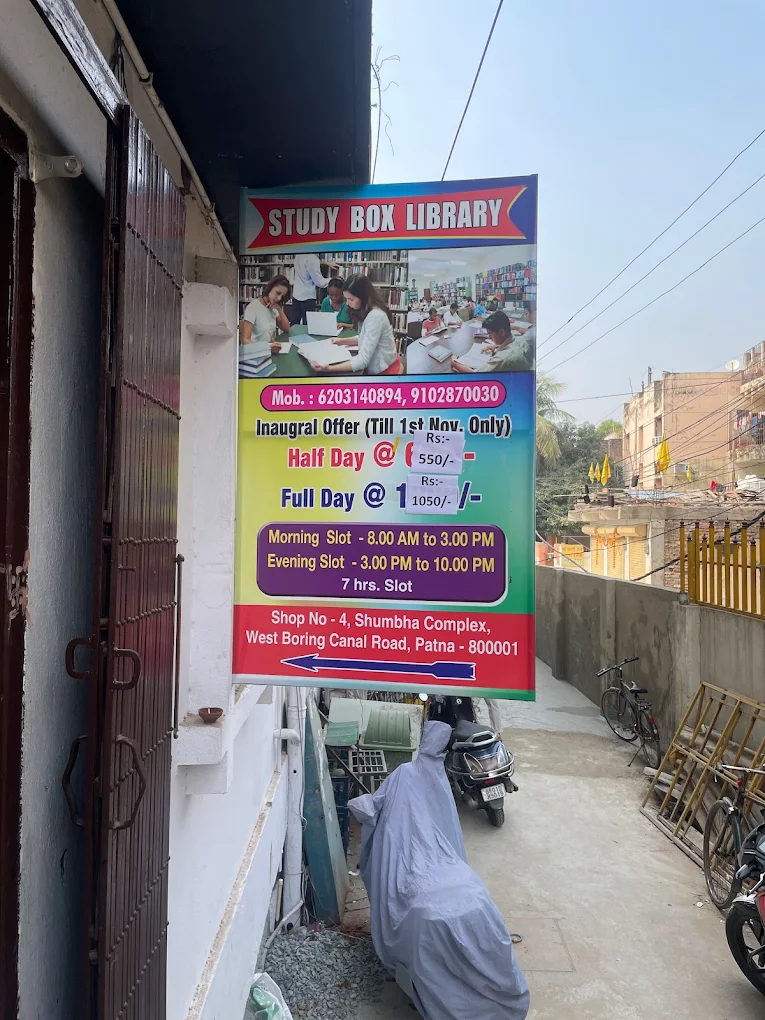 STUDY BOX LIBRARY
Mob. : 6203140894, 9102870030
Inaugral Offer (Till 1st Nov. Only)
Half Day @ Rs:- 550/-
Full Day @ Rs:- 1050/-
Morning Slot - 8.00 AM to 3.00 PM
Evening Slot - 3.00 PM to 10.00 PM
7 hrs. Slot
Shop No - 4, Shumbha Complex,
West Boring Canal Road, Patna - 800001